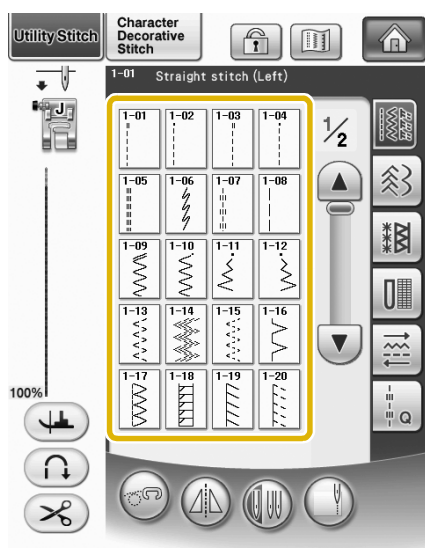 Utility Stitch
Character
Decorative
Stitch
1-01 Straight stitch (Left)
J
1-01 1-02 1-03 1-04
1/2
1-05 1-06 1-07 1-08
1-09 1-10 1-11 1-12
1-13 1-14 1-15 1-16
1-17 1-18 1-19 1-20
100%
Q